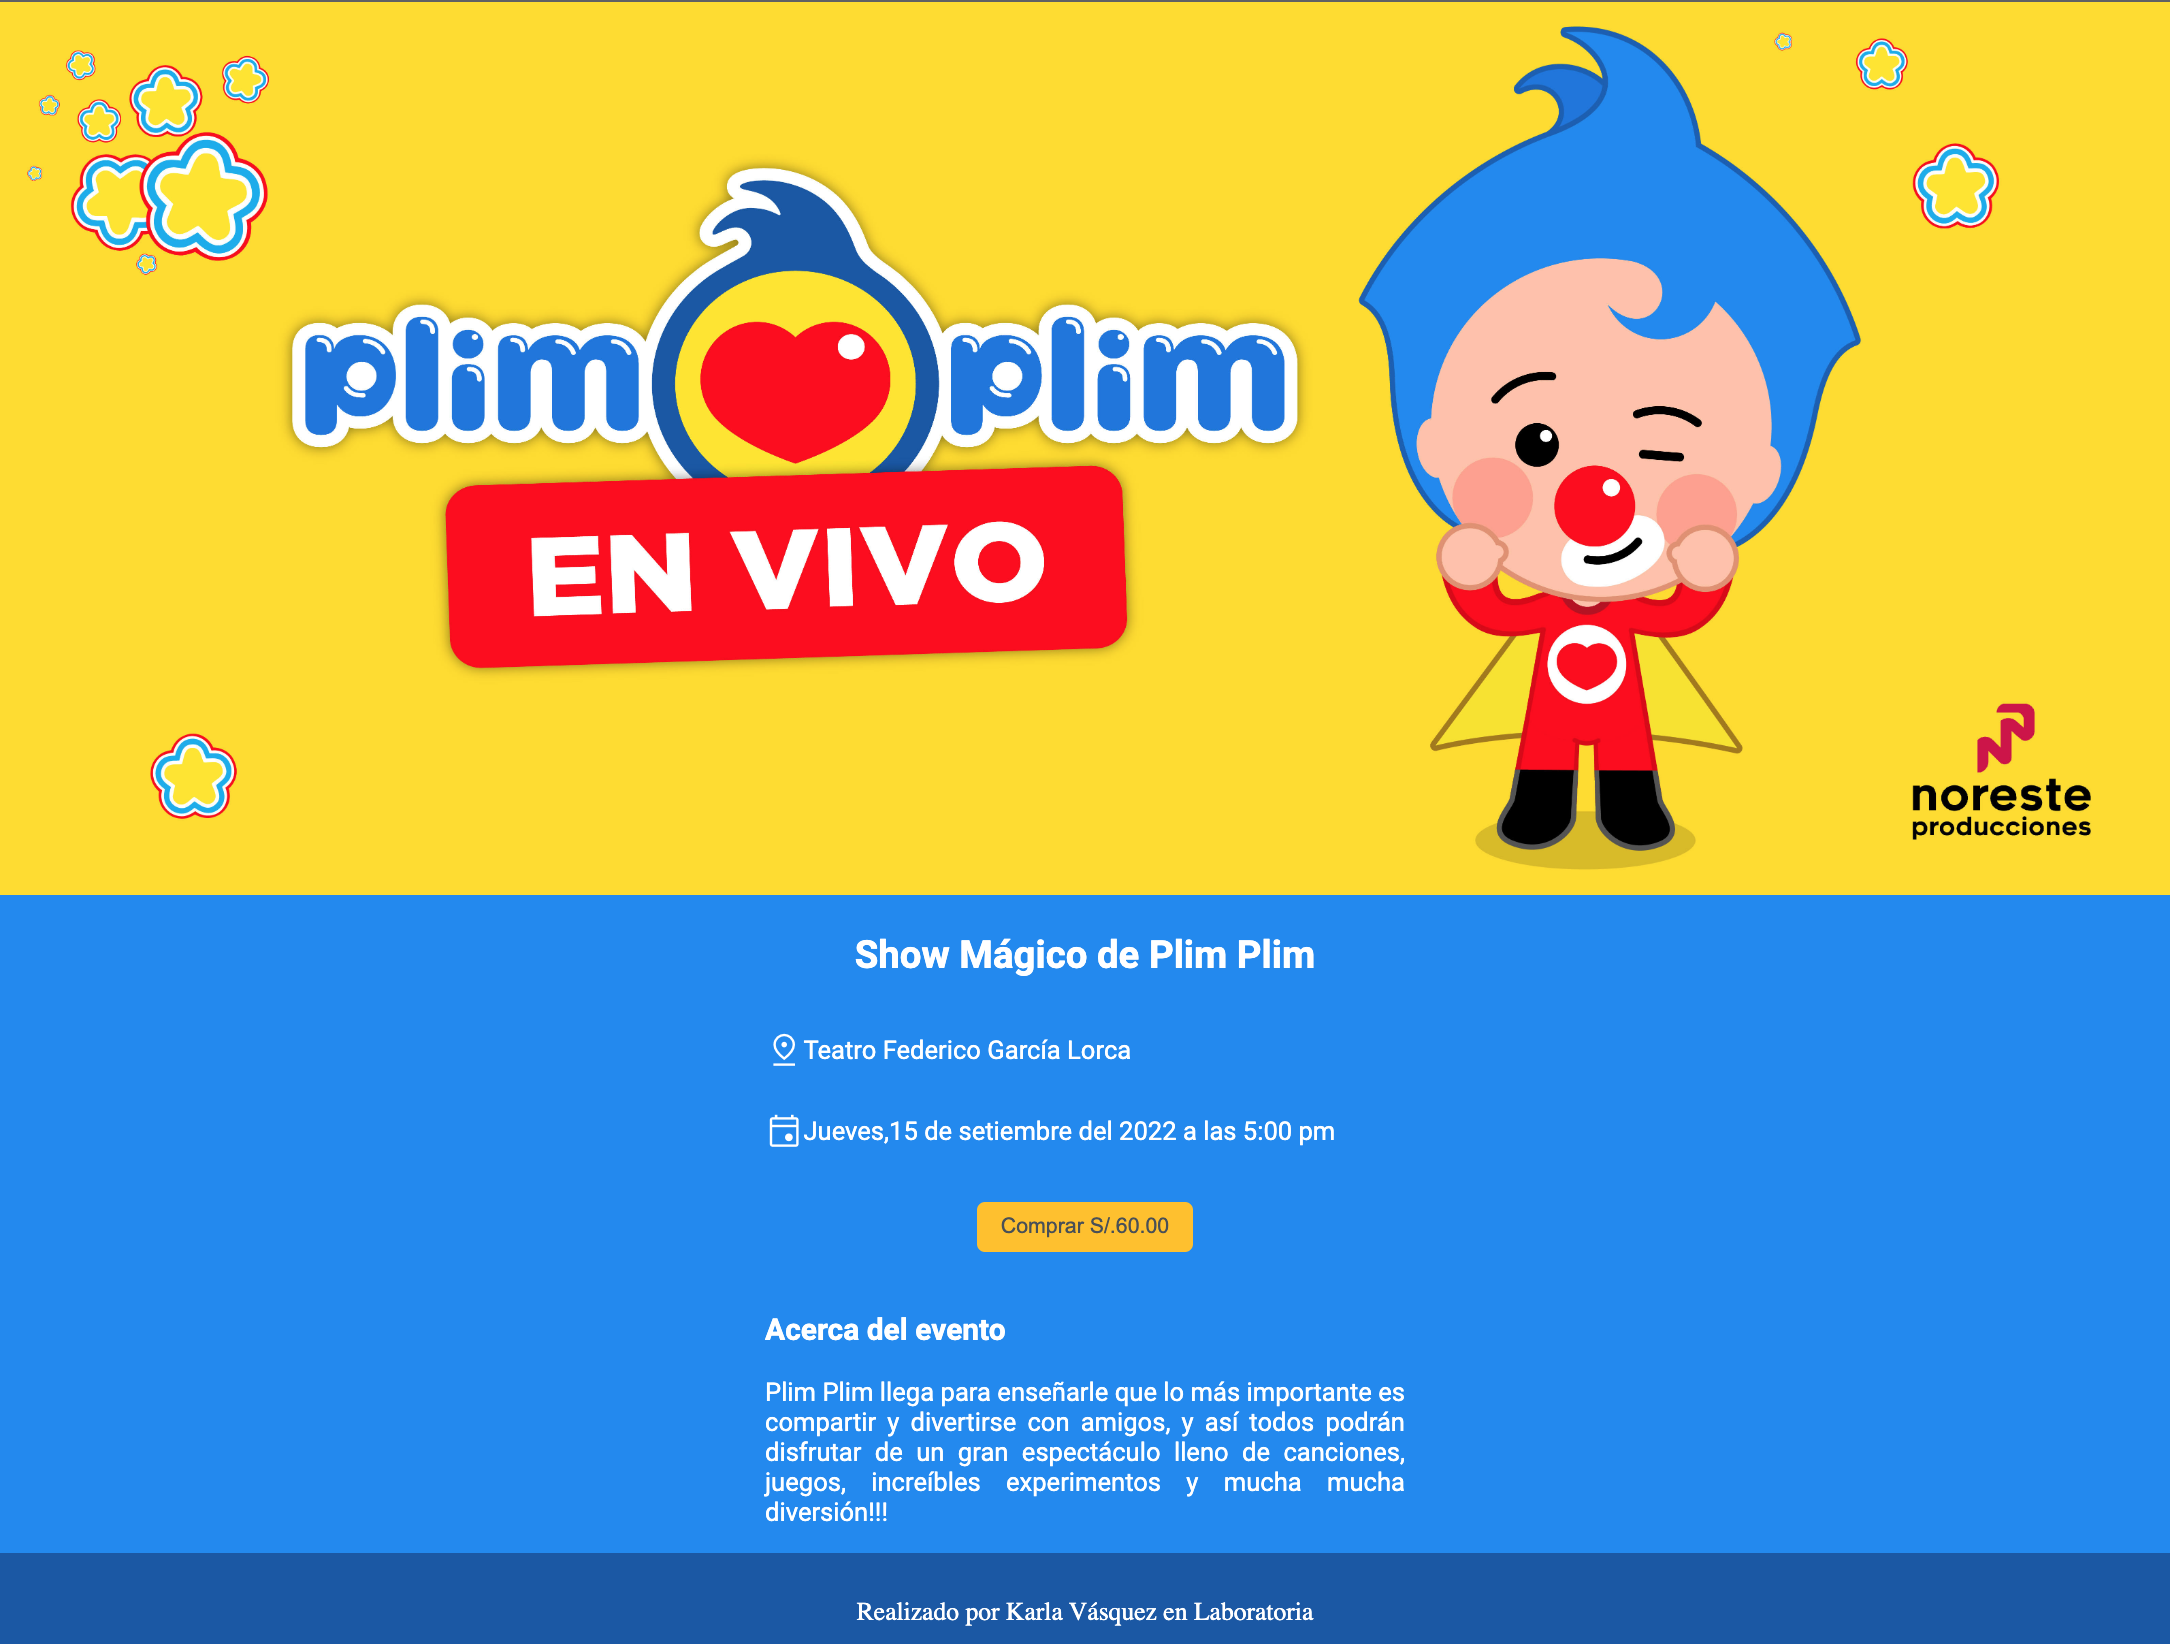 plim plim
EN VIVO
noreste
producciones
Show Mágico de Plim Plim
Teatro Federico García Lorca
Jueves,15 de setiembre del 2022 a las 5:00 pm
Comprar S/.60.00
Acerca del evento
Plim Plim llega para enseñarle que lo más importante es
compartir y divertirse con amigos, y así todos podrán
disfrutar de un gran espectáculo lleno de canciones,
juegos, increíbles experimentos y mucha mucha
diversión!!!
Realizado por Karla Vásquez en Laboratoria